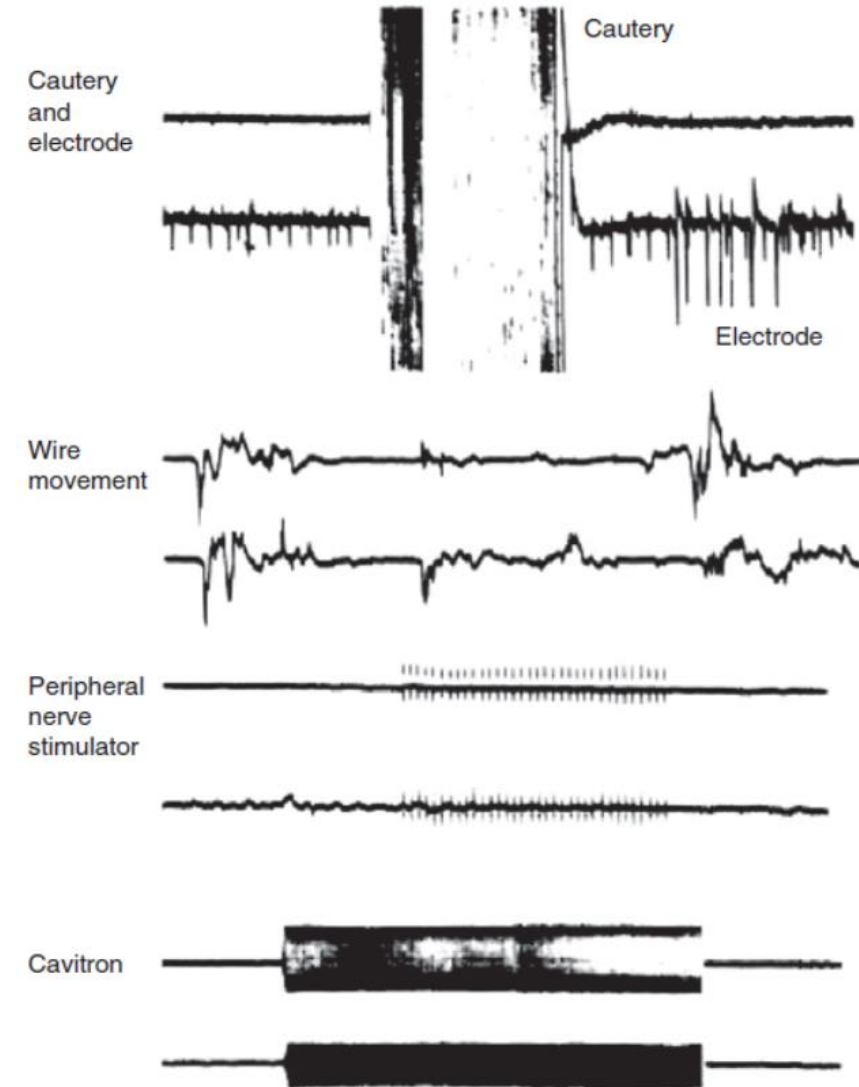 Cautery
Cautery
and
electrode
Electrode
Wire
movement
Peripheral
nerve
stimulator
Cavitron